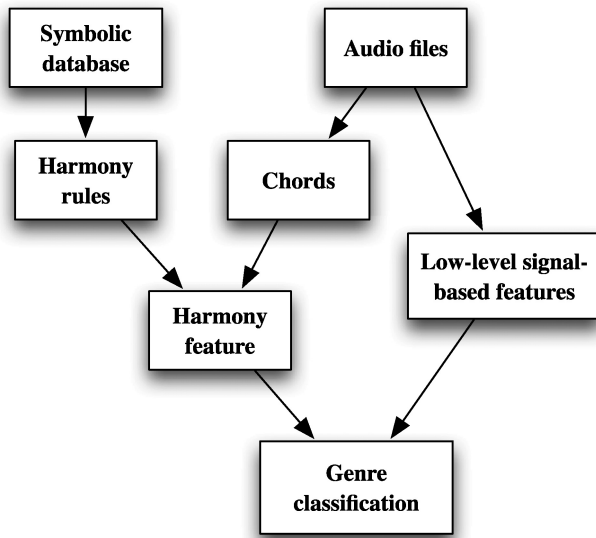 Symbolic
database
Audio files
Harmony
rules
Chords
Low-level signal-
based features
Harmony
feature
Genre
classification